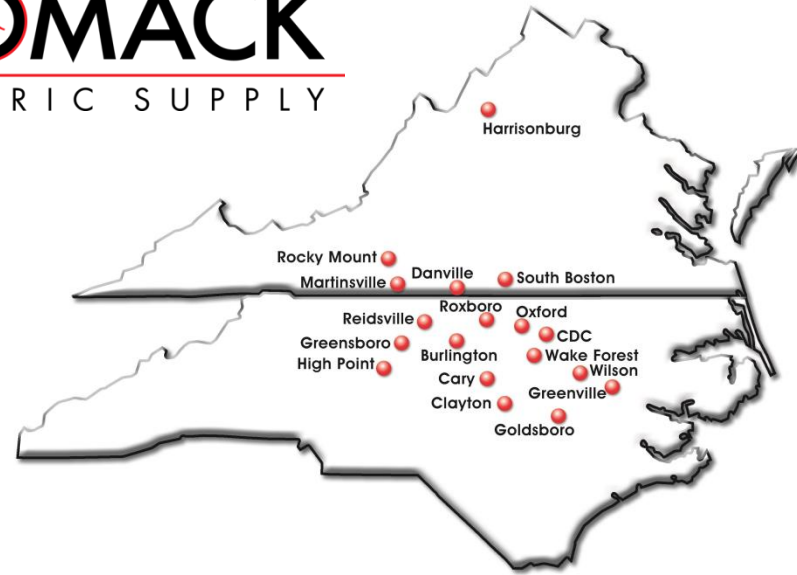 OMACK
RIC SUPPLY
Harrisonburg
Rocky Mount
Martinsville
Danville
South Boston
Roxboro
Oxford
Reidsville
CDC
Greensboro
Burlington
Wake Forest
High Point
Wilson
Cary
Greenville
Clayton
Goldsboro